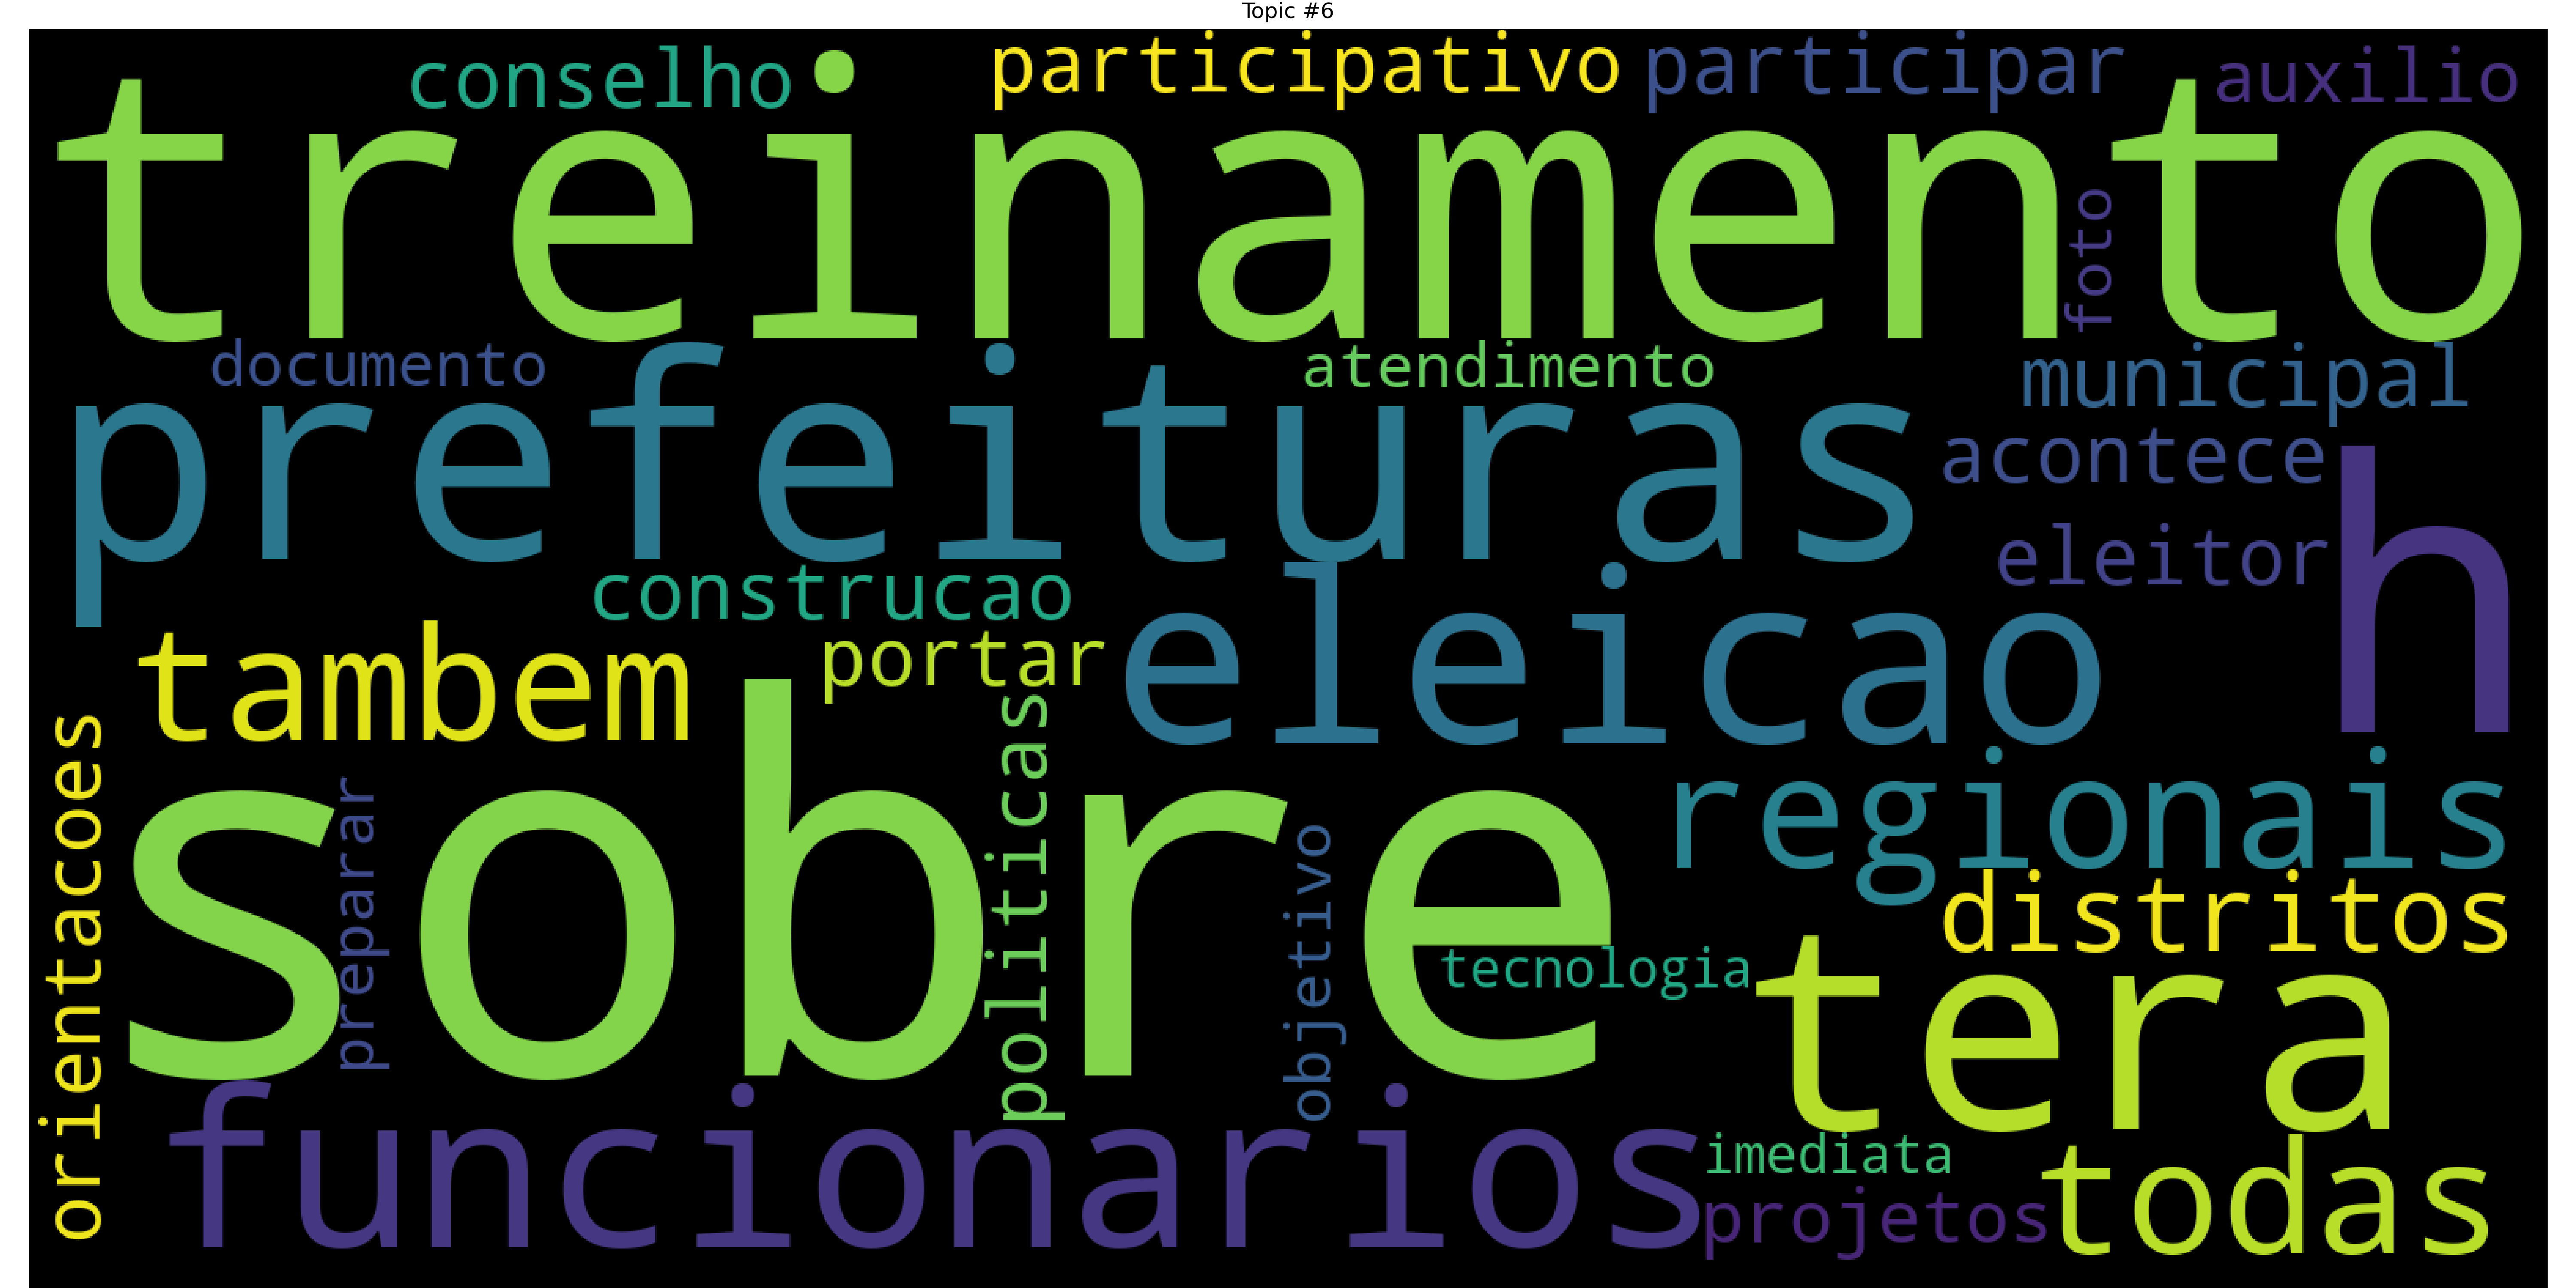 Topic #6
conselho
participativo
participar
auxilio
treinamento
foto
documento
atendimento
municipal
prefeituras
acontece
eleitor
h
construcao
eleicao
tambem
portar
orientacoes
preparar
politicas
sobre
objetivo
regionais
distritos
tecnologia
tera
funcionarios
imediata
projetos
todas